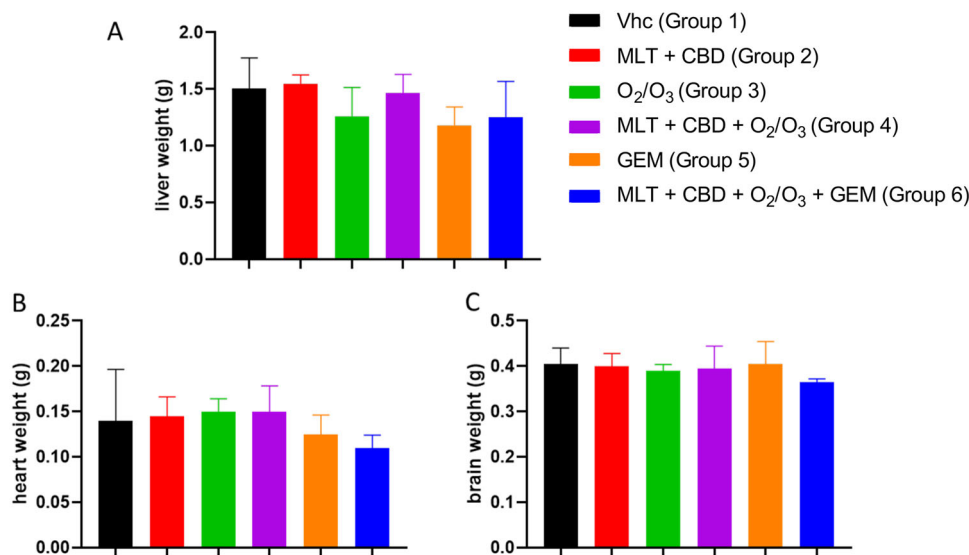 A
liver weight (g)
2.0
1.5
1.0
0.5
0.0
Vhc (Group 1)
MLT + CBD (Group 2)
O₂/O₃ (Group 3)
MLT + CBD + O₂/O₃ (Group 4)
GEM (Group 5)
MLT + CBD + O₂/O₃ + GEM (Group 6)
B
heart weight (g)
0.25
0.20
0.15
0.10
0.05
0.00
C
brain weight (g)
0.5
0.4
0.3
0.2
0.1
0.0